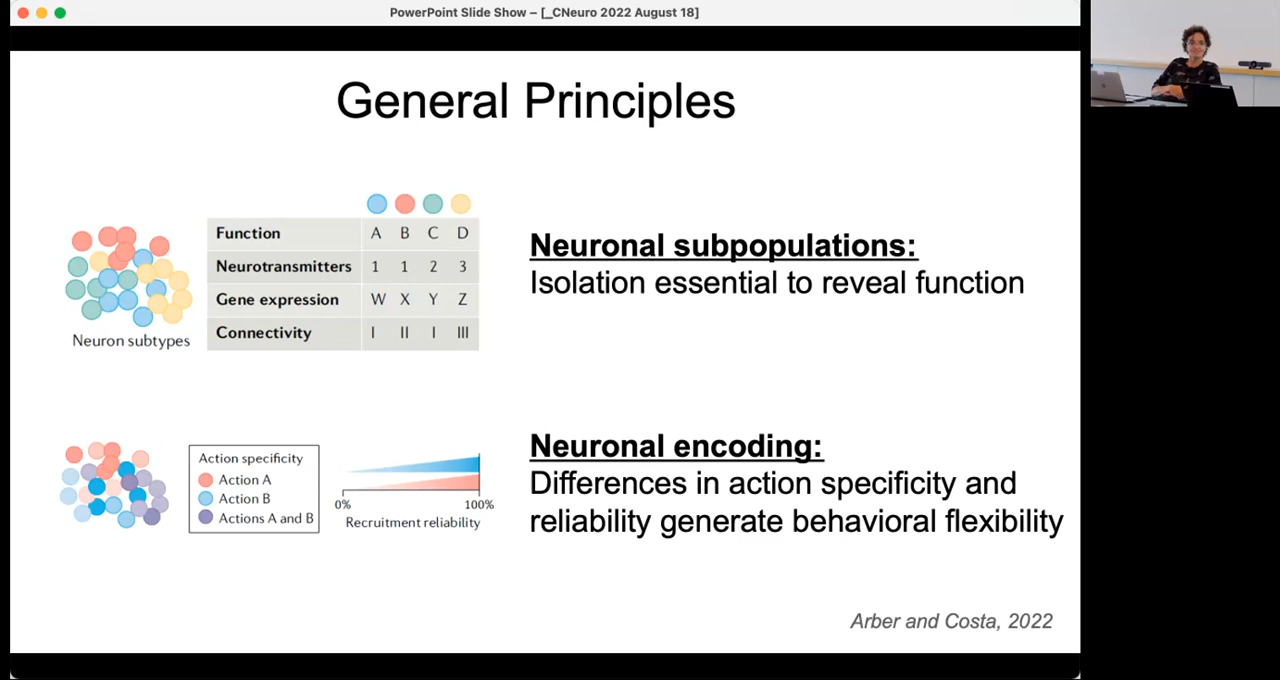 PowerPoint Slide Show – [_CNeuro 2022 August 18]
General Principles
Function A B C D
Neurotransmitters 1 1 2 3
Gene expression W X Y Z
Connectivity I II I III
Neuron subtypes
Neuronal subpopulations:
Isolation essential to reveal function
Action specificity
Action A
Action B
Actions A and B
0% 100%
Recruitment reliability
Neuronal encoding:
Differences in action specificity and
reliability generate behavioral flexibility
Arber and Costa, 2022